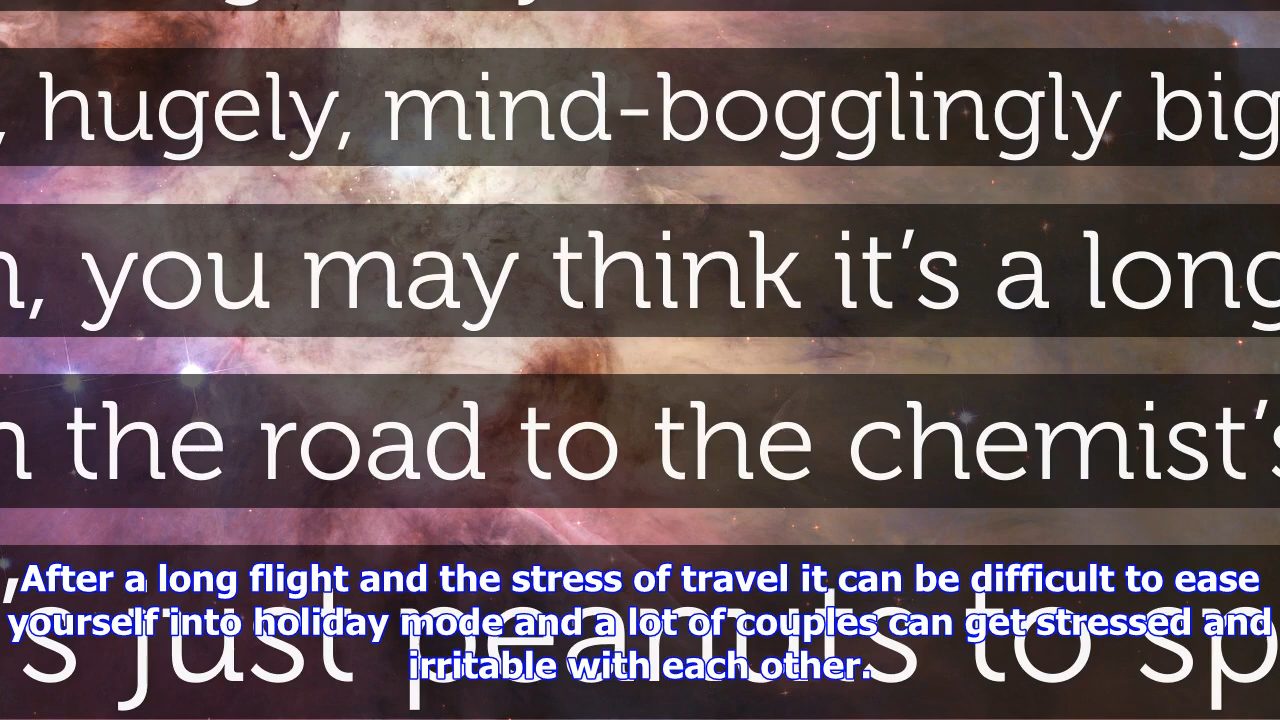 , hugely, mind-bogglingly big
, you may think it’s a long
the road to the chemist’s
’s just peanuts to sp
After a long flight and the stress of travel it can be difficult to ease
yourself into holiday mode and a lot of couples can get stressed and
irritable with each other.